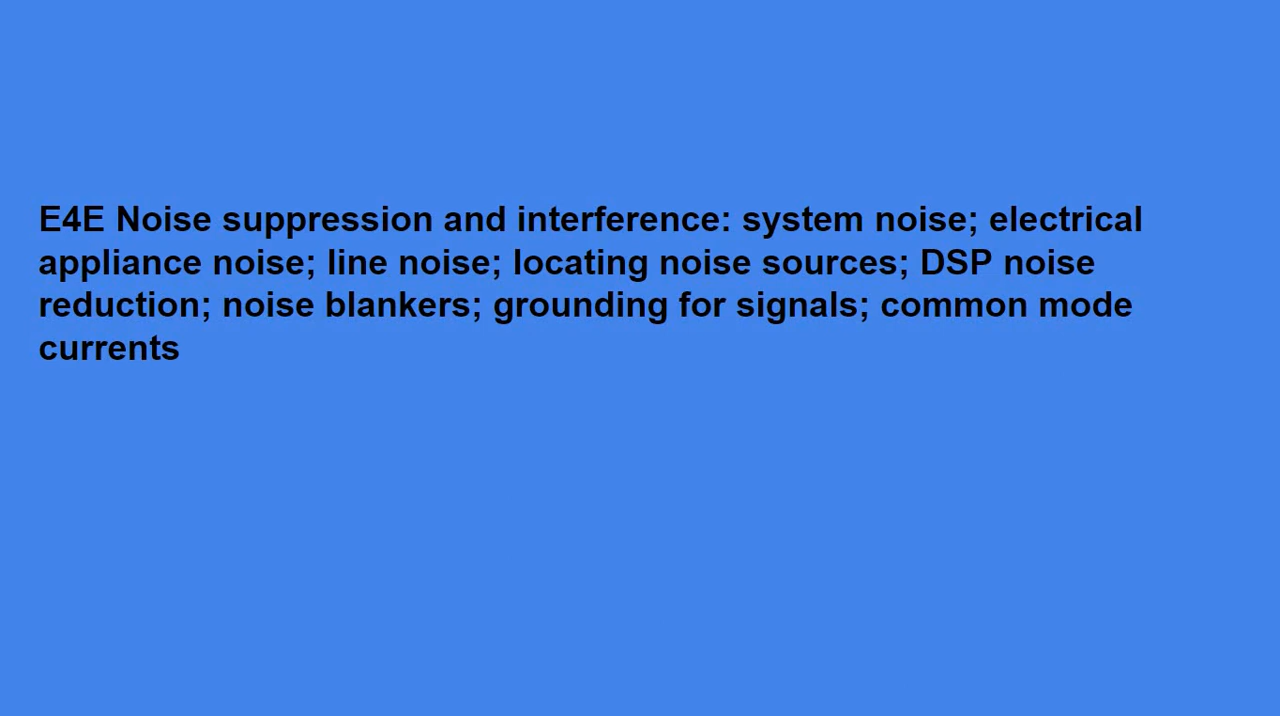 E4E Noise suppression and interference: system noise; electrical
appliance noise; line noise; locating noise sources; DSP noise
reduction; noise blankers; grounding for signals; common mode
currents